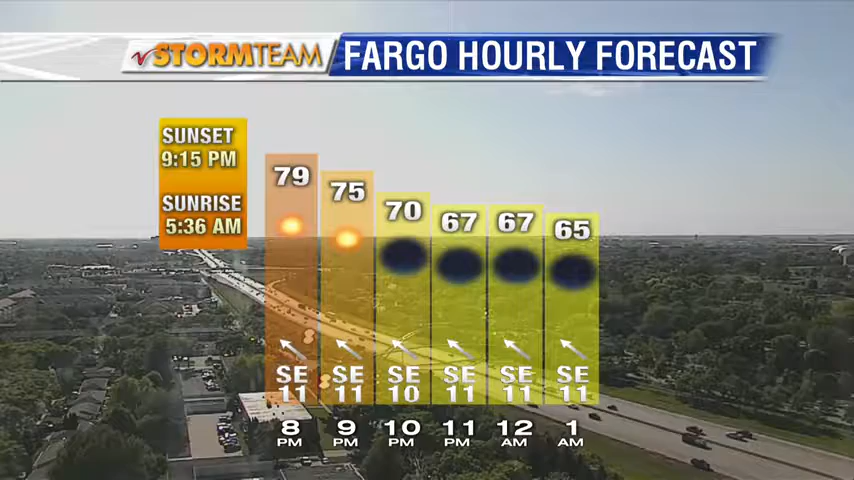 STORMTEAM
FARGO HOURLY FORECAST
SUNSET
9:15 PM
SUNRISE
5:36 AM
79 75 70 67 67 65
SE SE SE SE SE SE
11 11 10 11 11 11
8 9 10 11 12 1
PM PM PM PM AM AM